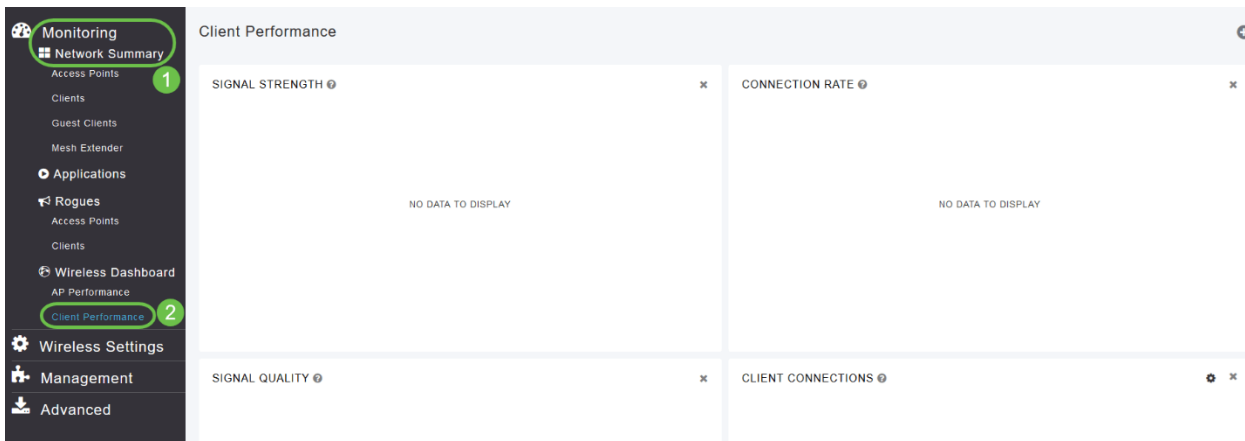 Monitoring
Network Summary
1
Access Points
Clients
Guest Clients
Mesh Extender
Applications
Rogues
Access Points
Clients
Wireless Dashboard
AP Performance
Client Performance
2
Wireless Settings
Management
Advanced
Client Performance
SIGNAL STRENGTH
NO DATA TO DISPLAY
CONNECTION RATE
NO DATA TO DISPLAY
SIGNAL QUALITY
CLIENT CONNECTIONS